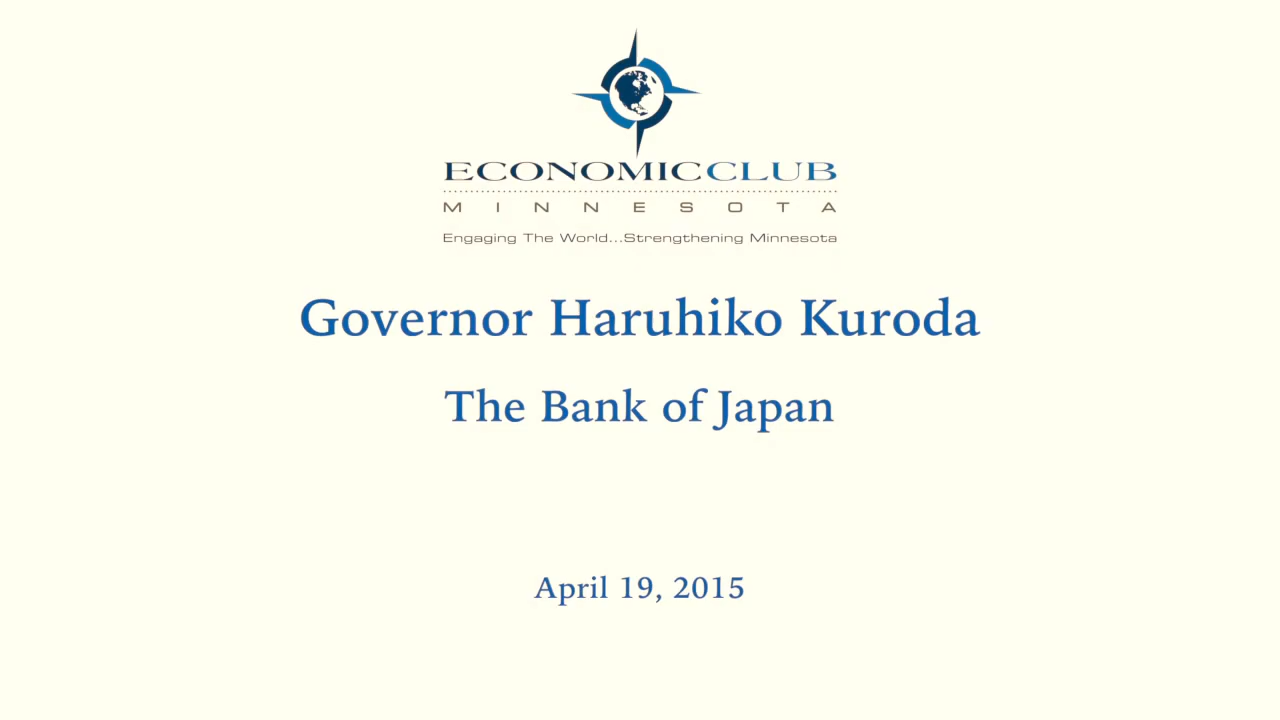 ECONOMICCLUB
MINNESOTA
Engaging The World...Strengthening Minnesota
Governor Haruhiko Kuroda
The Bank of Japan
April 19, 2015